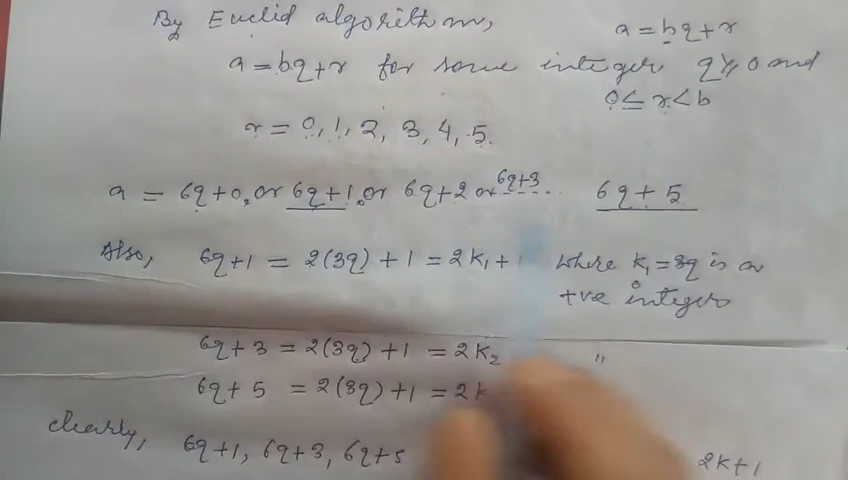 By Euclid algorithm,
a = bq+r
a = bq+r for some integer q ⩾ 0 and
0 ≤ r < b
r = 0, 1, 2, 3, 4, 5.
a = 6q+0, or 6q+1, or 6q+2 or 6q+3 ... 6q+5
Also, 6q+1 = 2(3q)+1 = 2k₁+1 where k₁=3q is a
+ve integer
6q+3 = 2(3q)+1 = 2k₂ "
6q+5 = 2(3q)+1 = 2k
clearly, 6q+1, 6q+3, 6q+5 2k+1